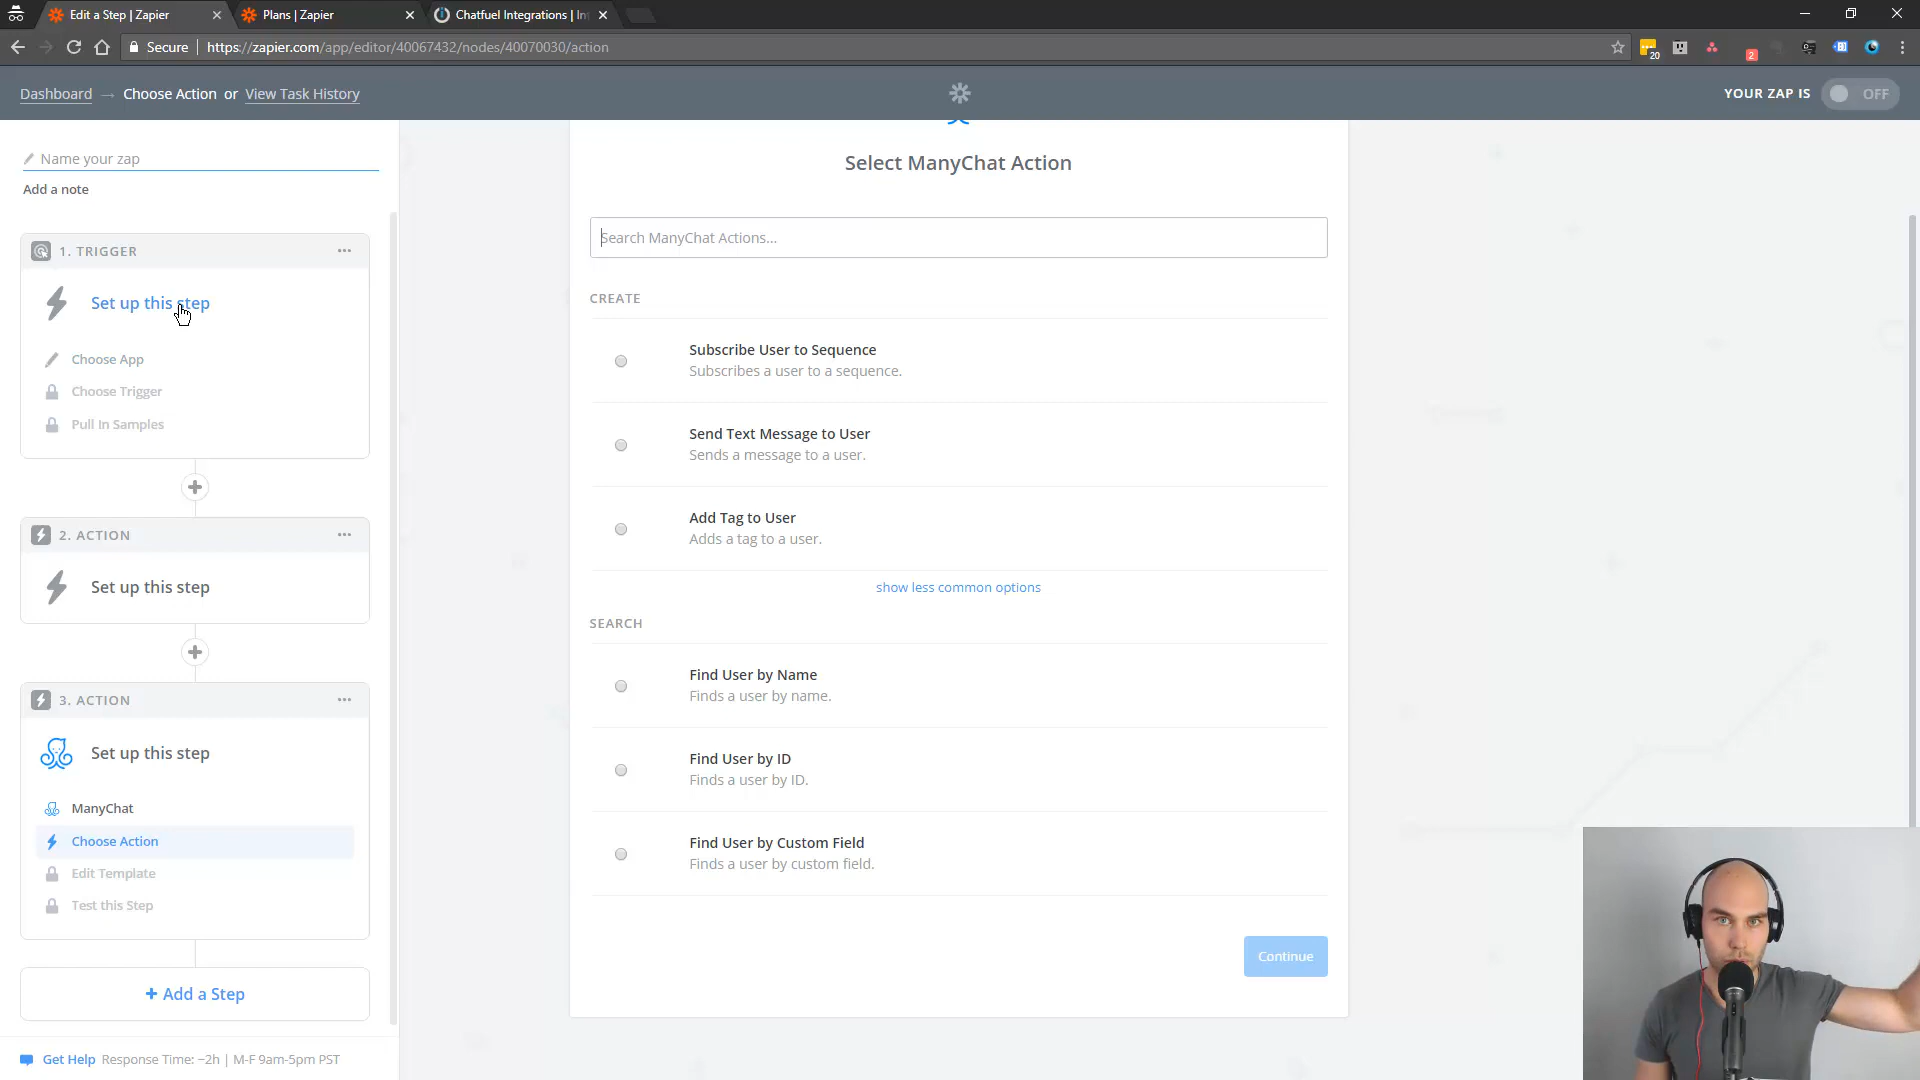 Edit a Step | Zapier
Plans | Zapier
Chatfuel Integrations | In
Secure
https://zapier.com/app/editor/40067432/nodes/40070030/action
20
2
Dashboard → Choose Action or View Task History
YOUR ZAP IS
OFF
Name your zap
Add a note
1. TRIGGER
Set up this step
Choose App
Choose Trigger
Pull In Samples
2. ACTION
Set up this step
3. ACTION
Set up this step
ManyChat
Choose Action
Edit Template
Test this Step
+ Add a Step
Get Help Response Time: ~2h | M-F 9am-5pm PST
Select ManyChat Action
Search ManyChat Actions...
CREATE
Subscribe User to Sequence
Subscribes a user to a sequence.
Send Text Message to User
Sends a message to a user.
Add Tag to User
Adds a tag to a user.
show less common options
SEARCH
Find User by Name
Finds a user by name.
Find User by ID
Finds a user by ID.
Find User by Custom Field
Finds a user by custom field.
Continue